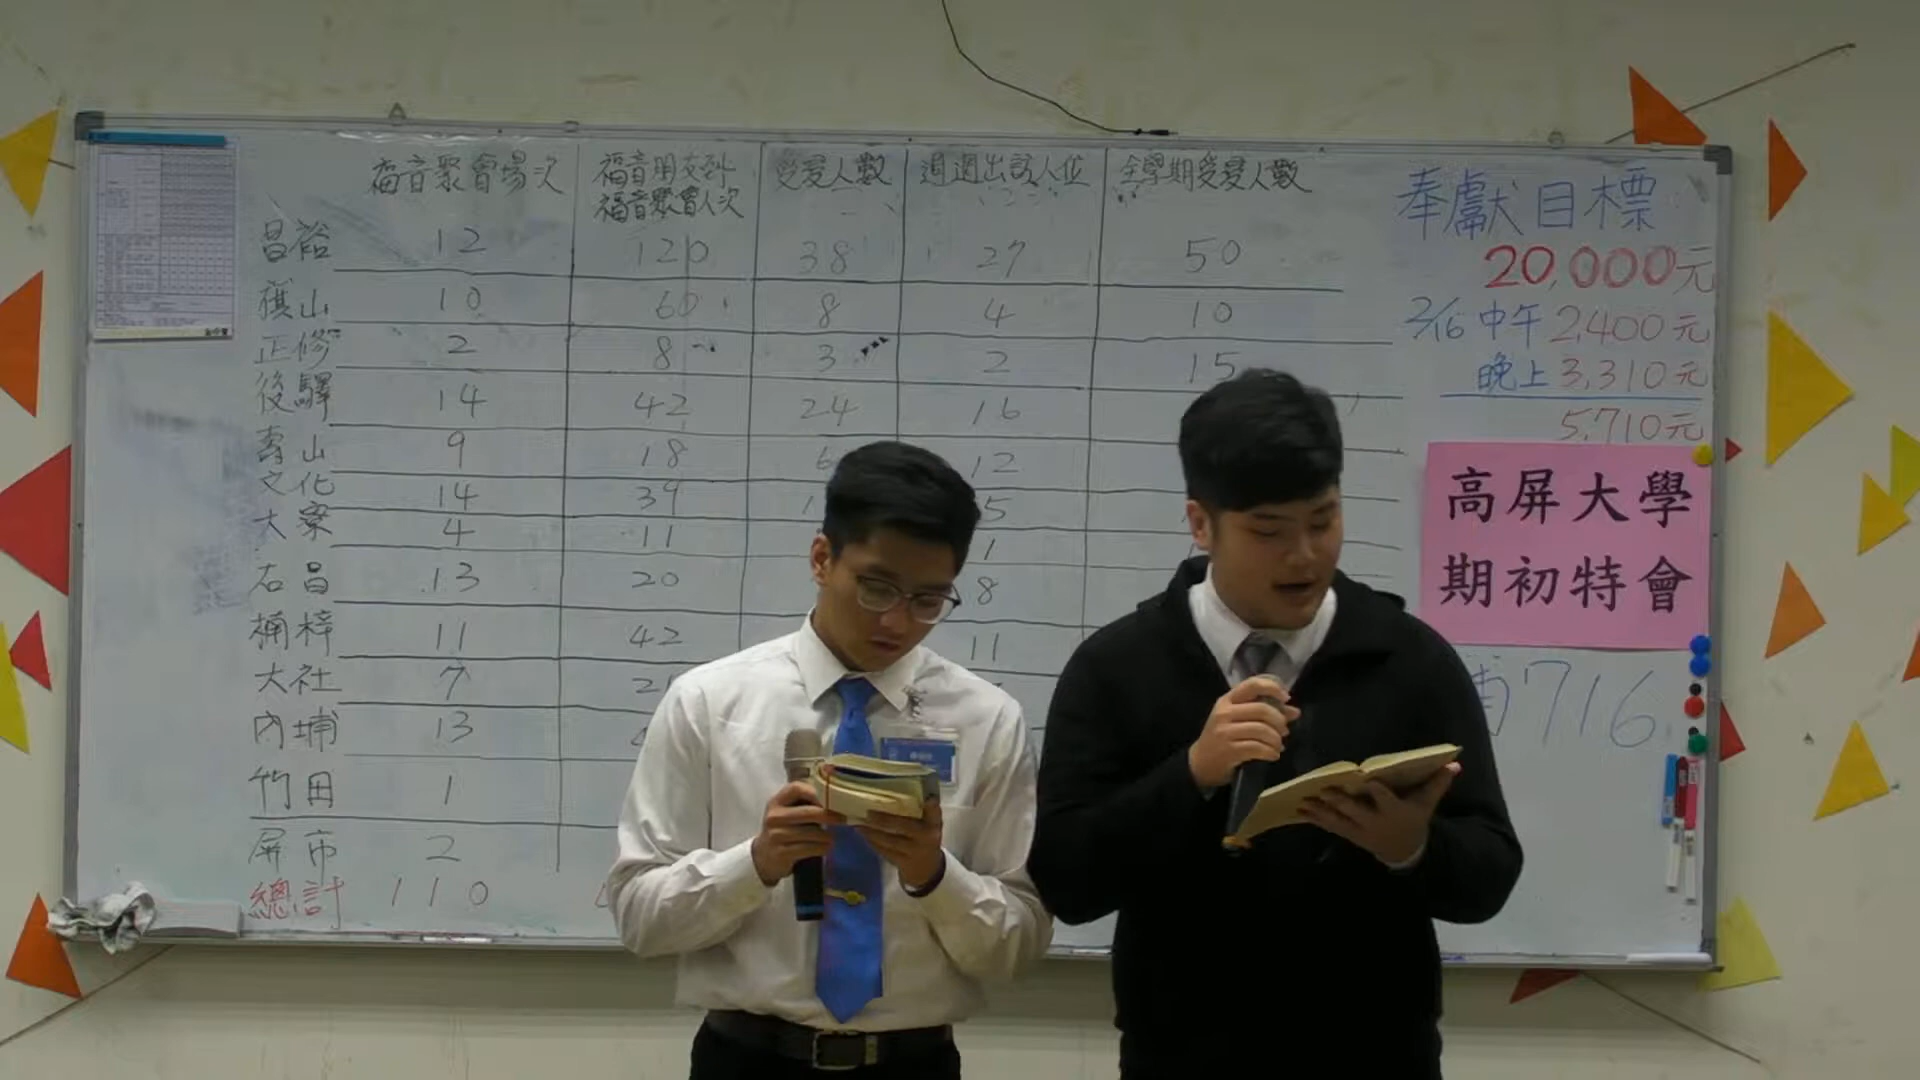 福音聚會場次 福音朋友到 受浸人數 週週出訪人位 全學期受浸人數
福音聚會人次
昌裕 12 120 38 27 50
旗山 10 60 8 4 10
正修 2 8 3 2 15
後驛 14 42 24 16
壽山 9 18 6 12
文化 14 39 5
大寮 4 11 1
右昌 13 20 8
楠梓 11 42 11
大社 7
內埔 13
竹田 1
屏市 2
總計 110
奉獻目標
20,000元
2/16 中午 2,400元
晚上 3,310元
5,710元
高屏大學
期初特會
716